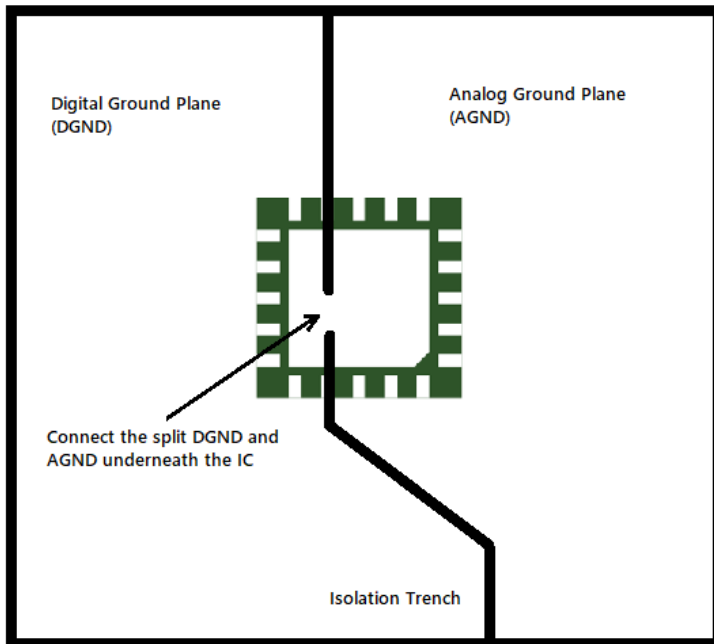 Digital Ground Plane
(DGND)
Analog Ground Plane
(AGND)
Connect the split DGND and
AGND underneath the IC
Isolation Trench